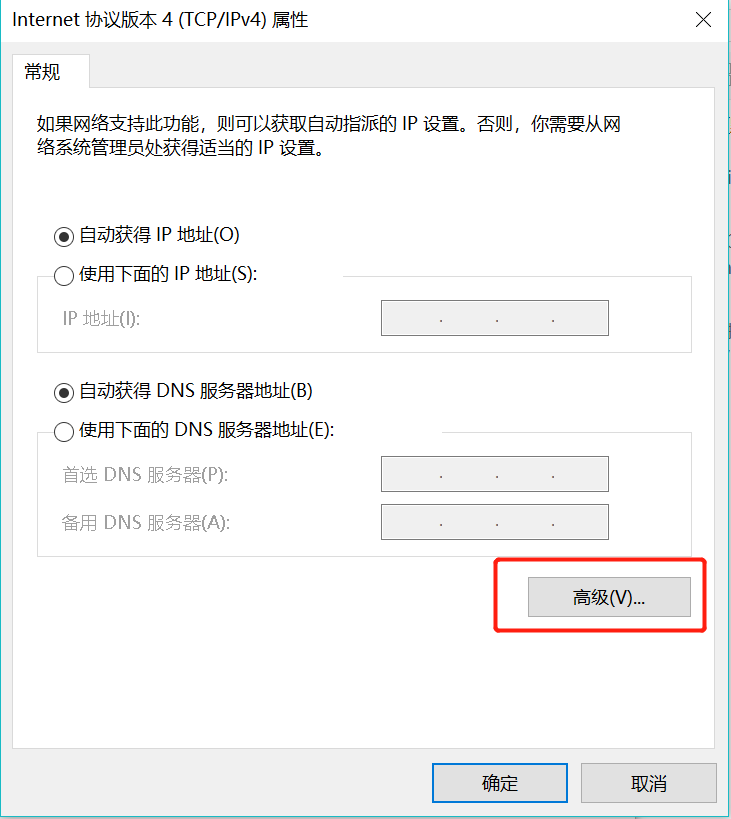 Internet 协议版本 4 (TCP/IPv4) 属性
常规
如果网络支持此功能，则可以获取自动指派的 IP 设置。否则，你需要从网
络系统管理员处获得适当的 IP 设置。
自动获得 IP 地址(O)
使用下面的 IP 地址(S):
IP 地址(I):
自动获得 DNS 服务器地址(B)
使用下面的 DNS 服务器地址(E):
首选 DNS 服务器(P):
备用 DNS 服务器(A):
高级(V)...
确定
取消